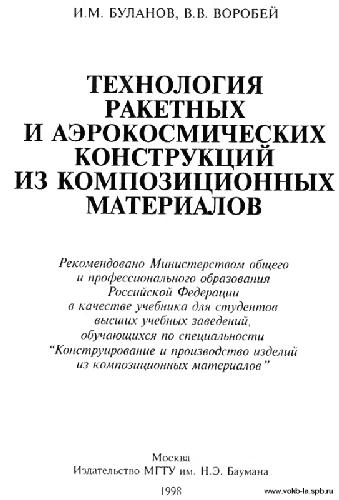 И.М. БУЛАНОВ, В.В. ВОРОБЕЙ
ТЕХНОЛОГИЯ
РАКЕТНЫХ
И АЭРОКОСМИЧЕСКИХ
КОНСТРУКЦИЙ
ИЗ КОМПОЗИЦИОННЫХ
МАТЕРИАЛОВ
Рекомендовано Министерством общего
и профессионального образования
Российской Федерации
в качестве учебника для студентов
высших учебных заведений,
обучающихся по специальности
"Конструирование и производство изделий
из композиционных материалов"
Москва
Издательство МГТУ им. Н.Э. Баумана
1998
www.vokb-la.spb.ru